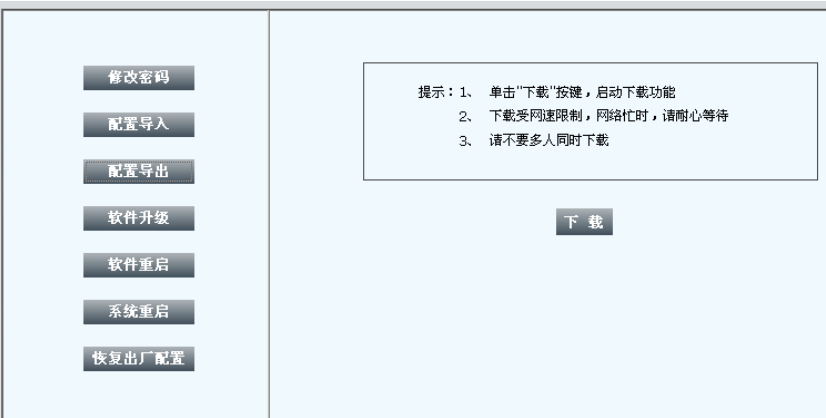 修改密码
配置导入
配置导出
软件升级
软件重启
系统重启
恢复出厂配置
提示：1、 单击"下载"按键，启动下载功能
2、 下载受网速限制，网络忙时，请耐心等待
3、 请不要多人同时下载
下 载